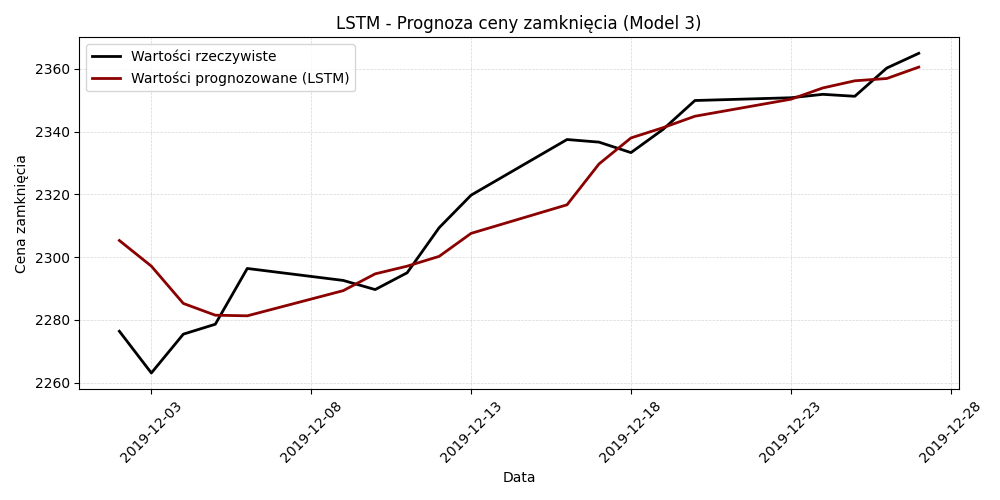 LSTM - Prognoza ceny zamknięcia (Model 3)
Wartości rzeczywiste
Wartości prognozowane (LSTM)
Cena zamknięcia
2360
2340
2320
2300
2280
2260
2019-12-03
2019-12-08
2019-12-13
2019-12-18
2019-12-23
2019-12-28
Data